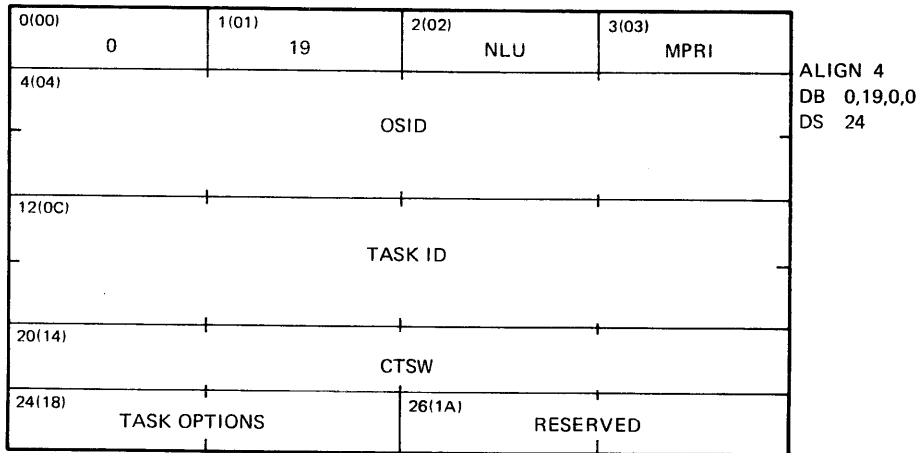 0(00) 1(01) 2(02) 3(03)
0 19 NLU MPRI
ALIGN 4
4(04)
DB 0,19,0,0
OSID
DS 24
12(0C)
TASK ID
20(14)
CTSW
24(18) 26(1A)
TASK OPTIONS RESERVED